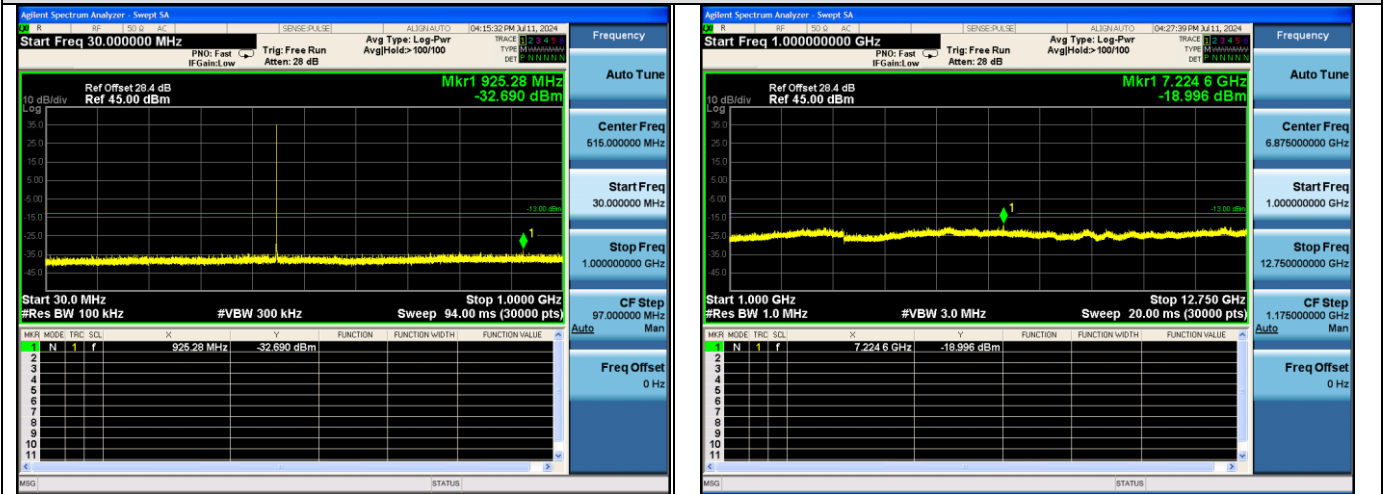 Agilent Spectrum Analyzer - Swept SA
R RF 50 Ω AC SENSE:PULSE ALIGNAUTO 04:15:32 PM Jul 11, 2024
Start Freq 30.000000 MHz
PNO: Fast
IFGain:Low
Trig: Free Run
Atten: 28 dB
Avg Type: Log-Pwr
Avg|Hold:>100/100
TRACE 1 2 3 4 5 6
TYPE
DET P N N N N N
Ref Offset 28.4 dB
Ref 45.00 dBm
10 dB/div
Log
Mkr1 925.28 MHz
-32.690 dBm
35.0
25.0
15.0
5.00
-5.00
-15.0
-25.0
-35.0
-45.0
-13.00 dBm
1
Start 30.0 MHz
Stop 1.0000 GHz
#Res BW 100 kHz #VBW 300 kHz Sweep 94.00 ms (30000 pts)
MKR MODE TRC SCL X Y FUNCTION FUNCTION WIDTH FUNCTION VALUE
1 N 1 f 925.28 MHz -32.690 dBm
2
3
4
5
6
7
8
9
10
11
MSG STATUS
Frequency
Auto Tune
Center Freq
515.000000 MHz
Start Freq
30.000000 MHz
Stop Freq
1.000000000 GHz
CF Step
97.000000 MHz
Auto Man
Freq Offset
0 Hz
Agilent Spectrum Analyzer - Swept SA
R RF 50 Ω AC SENSE:PULSE ALIGNAUTO 04:27:39 PM Jul 11, 2024
Start Freq 1.000000000 GHz
PNO: Fast
IFGain:Low
Trig: Free Run
Atten: 28 dB
Avg Type: Log-Pwr
Avg|Hold:>100/100
TRACE 1 2 3 4 5 6
TYPE
DET P N N N N N
Ref Offset 28.4 dB
Ref 45.00 dBm
10 dB/div
Log
Mkr1 7.224 6 GHz
-18.996 dBm
35.0
25.0
15.0
5.00
-5.00
-15.0
-25.0
-35.0
-45.0
-13.00 dBm
1
Start 1.000 GHz
Stop 12.750 GHz
#Res BW 1.0 MHz #VBW 3.0 MHz Sweep 20.00 ms (30000 pts)
MKR MODE TRC SCL X Y FUNCTION FUNCTION WIDTH FUNCTION VALUE
1 N 1 f 7.224 6 GHz -18.996 dBm
2
3
4
5
6
7
8
9
10
11
MSG STATUS
Frequency
Auto Tune
Center Freq
6.875000000 GHz
Start Freq
1.000000000 GHz
Stop Freq
12.750000000 GHz
CF Step
1.175000000 GHz
Auto Man
Freq Offset
0 Hz